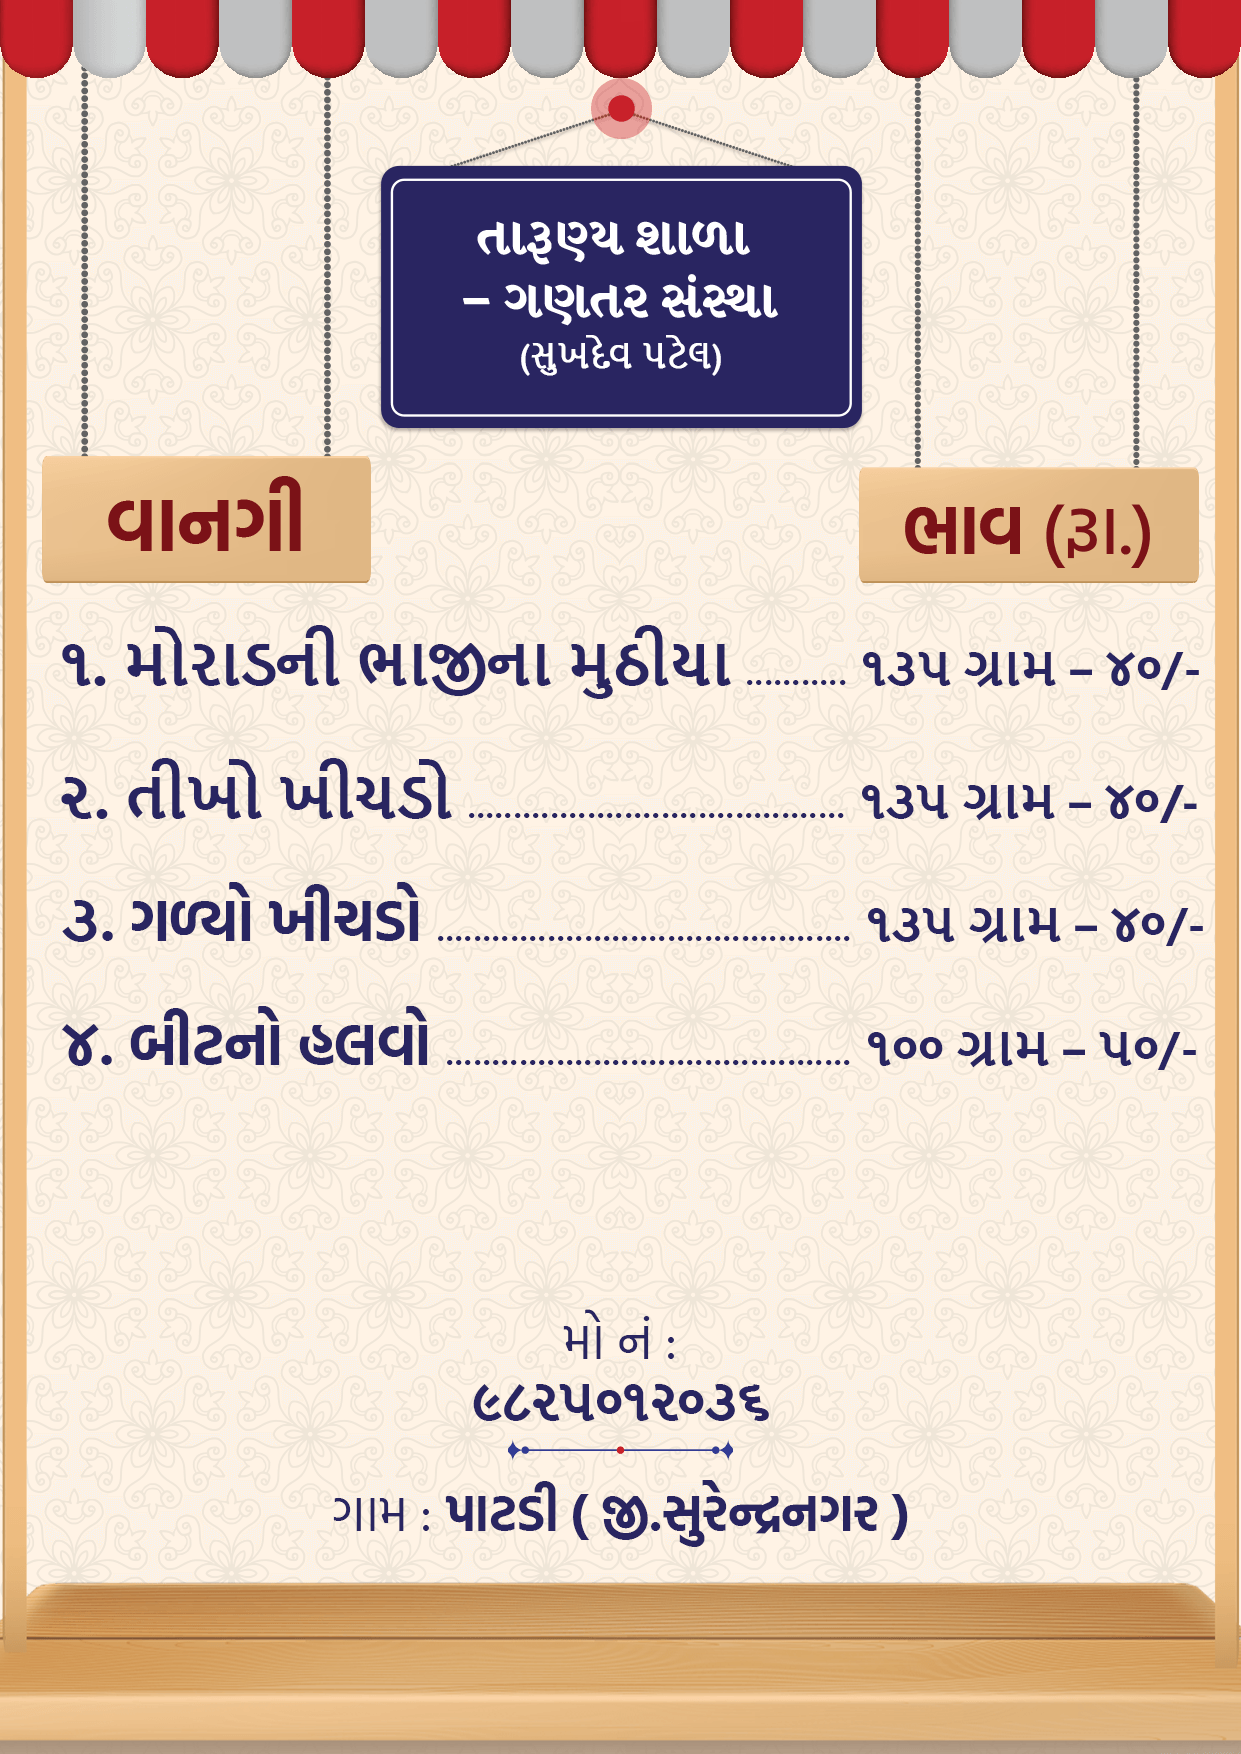 તારૂણ્ય શાળા
– ગણતર સંસ્થા
(સુખદેવ પટેલ)
વાનગી ભાવ (રૂા.)
૧. મોરાડની ભાજીના મુઠીયા .......... ૧૩૫ ગ્રામ – ૪૦/-
૨. તીખો ખીચડો ........................................ ૧૩૫ ગ્રામ – ૪૦/-
૩. ગળ્યો ખીચડો ............................................ ૧૩૫ ગ્રામ – ૪૦/-
૪. બીટનો હલવો ........................................... ૧૦૦ ગ્રામ – ૫૦/-
મો નં :
૯૮૨૫૦૧૨૦૩૬
ગામ : પાટડી ( જી.સુરેન્દ્રનગર )